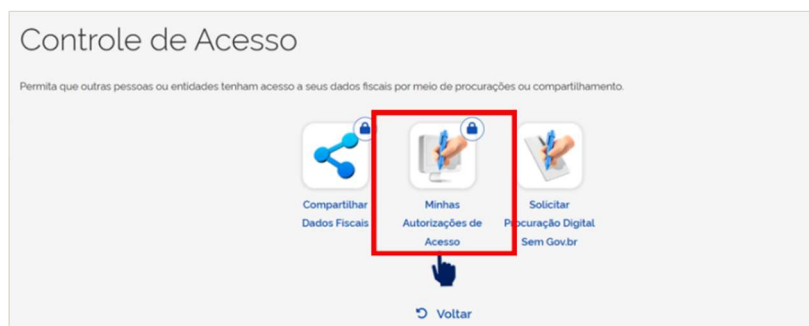 Controle de Acesso
Permita que outras pessoas ou entidades tenham acesso a seus dados fiscais por meio de procurações ou compartilhamento.
Compartilhar
Dados Fiscais
Minhas
Autorizações de
Acesso
Solicitar
Procuração Digital
Sem Gov.br
Voltar